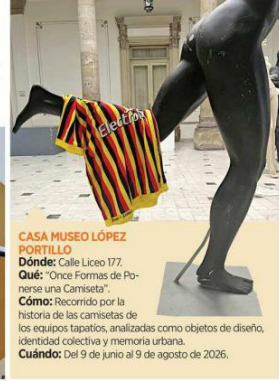 Electra
CASA MUSEO LÓPEZ
PORTILLO
Dónde: Calle Liceo 177.
Qué: "Once Formas de Po-
nerse una Camiseta".
Cómo: Recorrido por la
historia de las camisetas de
los equipos tapatíos, analizadas como objetos de diseño,
identidad colectiva y memoria urbana.
Cuándo: Del 9 de junio al 9 de agosto de 2026.